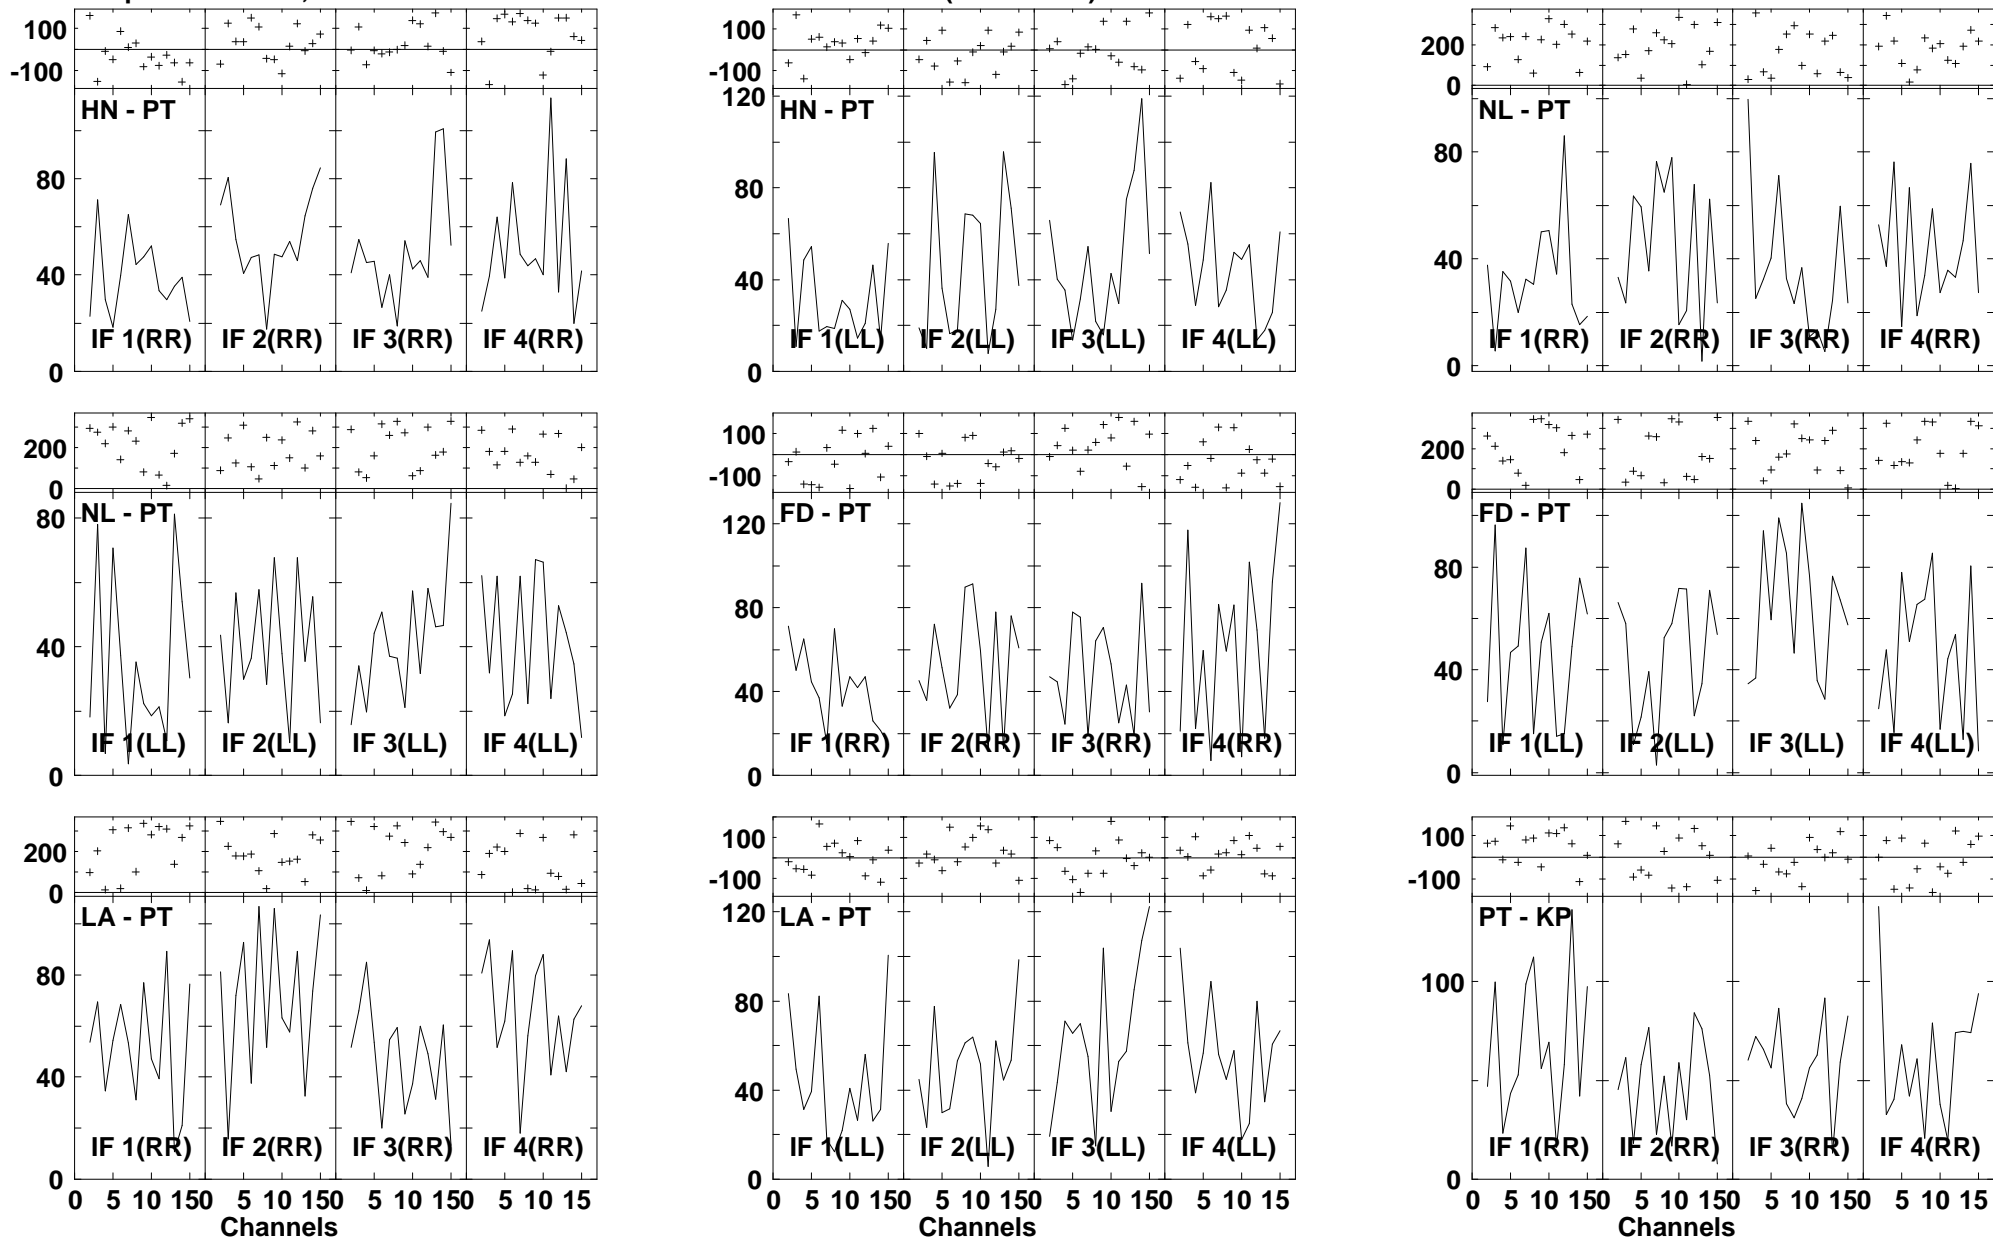 100
-100
HN - PT
80
40
0
IF 1(RR) IF 2(RR) IF 3(RR) IF 4(RR)
100
-100
120
HN - PT
80
40
0
IF 1(LL) IF 2(LL) IF 3(LL) IF 4(LL)
200
0
NL - PT
80
40
0
IF 1(RR) IF 2(RR) IF 3(RR) IF 4(RR)
200
0
80
NL - PT
40
0
IF 1(LL) IF 2(LL) IF 3(LL) IF 4(LL)
100
-100
FD - PT
120
80
40
0
IF 1(RR) IF 2(RR) IF 3(RR) IF 4(RR)
200
0
FD - PT
80
40
0
IF 1(LL) IF 2(LL) IF 3(LL) IF 4(LL)
200
0
LA - PT
80
40
0
IF 1(RR) IF 2(RR) IF 3(RR) IF 4(RR)
0 5 10 150 5 10 150 5 10 150 5 10 15
Channels
100
-100
120
LA - PT
80
40
0
IF 1(LL) IF 2(LL) IF 3(LL) IF 4(LL)
0 5 10 150 5 10 150 5 10 150 5 10 15
Channels
100
-100
PT - KP
100
0
IF 1(RR) IF 2(RR) IF 3(RR) IF 4(RR)
0 5 10 150 5 10 150 5 10 150 5 10 15
Channels